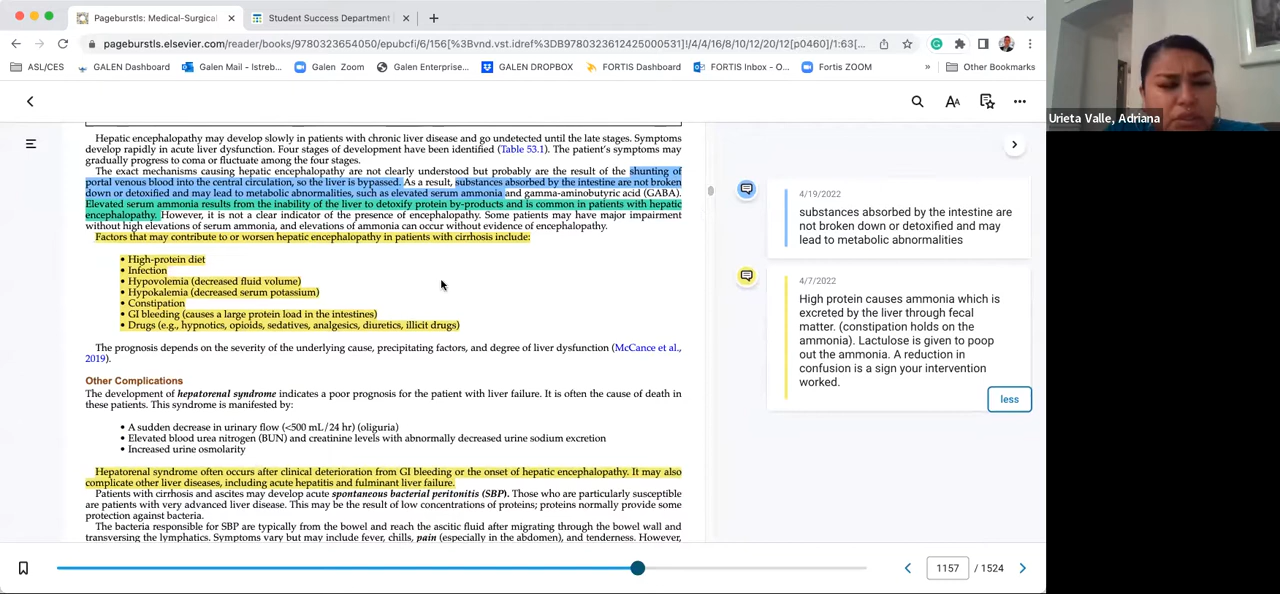 Pageburstls: Medical-Surgical
Student Success Department
pageburstls.elsevier.com/reader/books/9780323654050/epubcfi/6/156[%3Bvnd.vst.idref%3DB9780323612425000531]!/4/4/16/8/10/12/20/12[p0460]/1:63[...
ASL/CES
GALEN Dashboard
Galen Mail - Istreb...
Galen Zoom
Galen Enterprise...
GALEN DROPBOX
FORTIS Dashboard
FORTIS Inbox - O...
Fortis ZOOM
»
Other Bookmarks
AA
Hepatic encephalopathy may develop slowly in patients with chronic liver disease and go undetected until the late stages. Symptoms
develop rapidly in acute liver dysfunction. Four stages of development have been identified (Table 53.1). The patient's symptoms may
gradually progress to coma or fluctuate among the four stages.
The exact mechanisms causing hepatic encephalopathy are not clearly understood but probably are the result of the shunting of
portal venous blood into the central circulation, so the liver is bypassed. As a result, substances absorbed by the intestine are not broken
down or detoxified and may lead to metabolic abnormalities, such as elevated serum ammonia and gamma-aminobutyric acid (GABA).
Elevated serum ammonia results from the inability of the liver to detoxify protein by-products and is common in patients with hepatic
encephalopathy. However, it is not a clear indicator of the presence of encephalopathy. Some patients may have major impairment
without high elevations of serum ammonia, and elevations of ammonia can occur without evidence of encephalopathy.
Factors that may contribute to or worsen hepatic encephalopathy in patients with cirrhosis include:
• High-protein diet
• Infection
• Hypovolemia (decreased fluid volume)
• Hypokalemia (decreased serum potassium)
• Constipation
• GI bleeding (causes a large protein load in the intestines)
• Drugs (e.g., hypnotics, opioids, sedatives, analgesics, diuretics, illicit drugs)
The prognosis depends on the severity of the underlying cause, precipitating factors, and degree of liver dysfunction (McCance et al.,
2019).
Other Complications
The development of hepatorenal syndrome indicates a poor prognosis for the patient with liver failure. It is often the cause of death in
these patients. This syndrome is manifested by:
• A sudden decrease in urinary flow (<500 mL/24 hr) (oliguria)
• Elevated blood urea nitrogen (BUN) and creatinine levels with abnormally decreased urine sodium excretion
• Increased urine osmolarity
Hepatorenal syndrome often occurs after clinical deterioration from GI bleeding or the onset of hepatic encephalopathy. It may also
complicate other liver diseases, including acute hepatitis and fulminant liver failure.
Patients with cirrhosis and ascites may develop acute spontaneous bacterial peritonitis (SBP). Those who are particularly susceptible
are patients with very advanced liver disease. This may be the result of low concentrations of proteins; proteins normally provide some
protection against bacteria.
The bacteria responsible for SBP are typically from the bowel and reach the ascitic fluid after migrating through the bowel wall and
transversing the lymphatics. Symptoms vary but may include fever, chills, pain (especially in the abdomen), and tenderness. However,
4/19/2022
substances absorbed by the intestine are
not broken down or detoxified and may
lead to metabolic abnormalities
4/7/2022
High protein causes ammonia which is
excreted by the liver through fecal
matter. (constipation holds on the
ammonia). Lactulose is given to poop
out the ammonia. A reduction in
confusion is a sign your intervention
worked.
less
1157 / 1524
Urieta Valle, Adriana